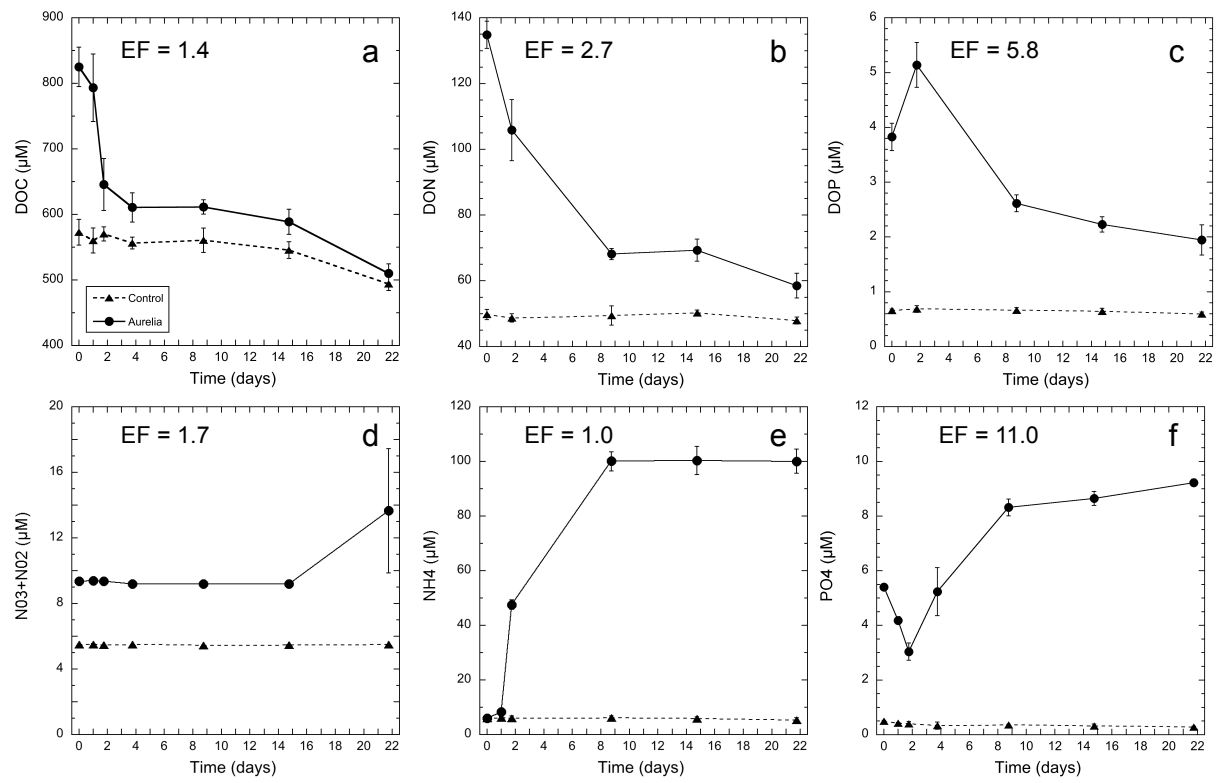 EF = 1.4 a
DOC (µM)
900
800
700
600
500
400
Control
Aurelia
0 2 4 6 8 10 12 14 16 18 20 22
Time (days)
EF = 2.7 b
DON (µM)
140
120
100
80
60
40
0 2 4 6 8 10 12 14 16 18 20 22
Time (days)
EF = 5.8 c
DOP (µM)
6
5
4
3
2
1
0
0 2 4 6 8 10 12 14 16 18 20 22
Time (days)
EF = 1.7 d
N03+N02 (µM)
20
16
12
8
4
0
0 2 4 6 8 10 12 14 16 18 20 22
Time (days)
EF = 1.0 e
NH4 (µM)
120
100
80
60
40
20
0
0 2 4 6 8 10 12 14 16 18 20 22
Time (days)
EF = 11.0 f
PO4 (µM)
12
10
8
6
4
2
0
0 2 4 6 8 10 12 14 16 18 20 22
Time (days)